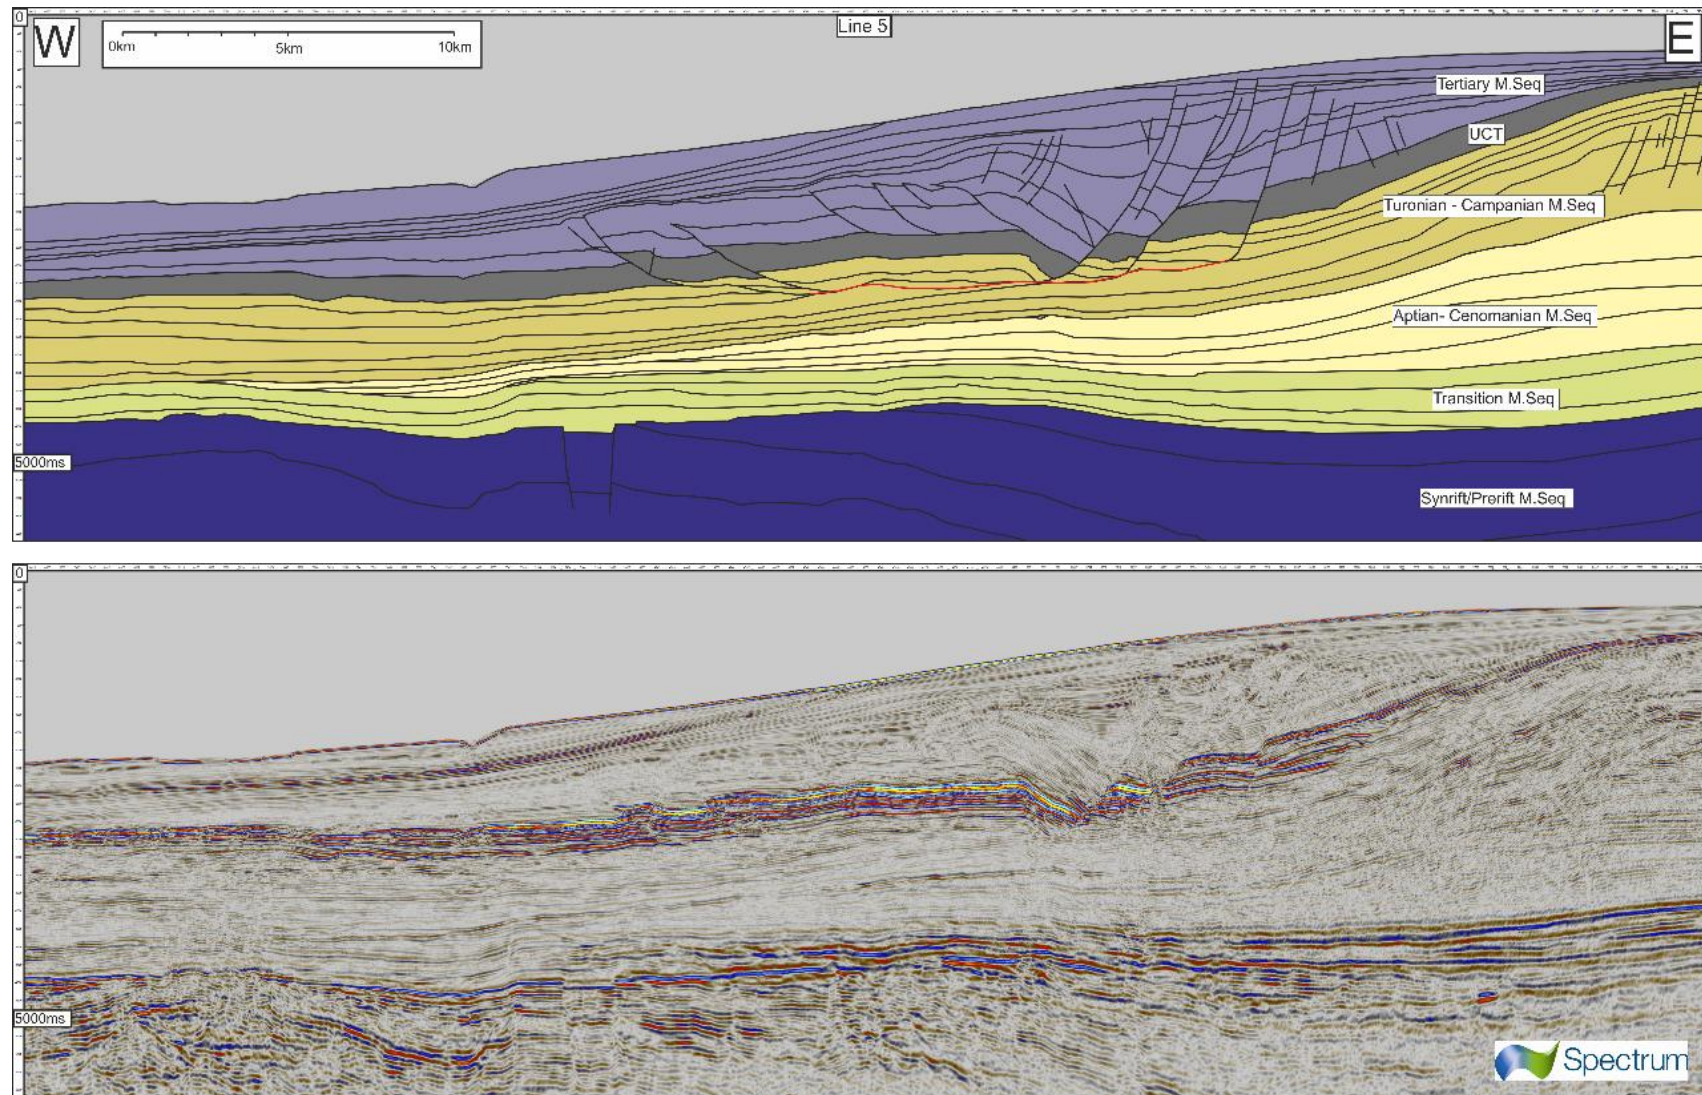 0
W
0km
5km
10km
Line 5
E
Tertiary M.Seq
UCT
Turonian - Campanian M.Seq
Aptian- Cenomanian M.Seq
Transition M.Seq
5000ms
Synrift/Prerift M.Seq
0
5000ms
Spectrum